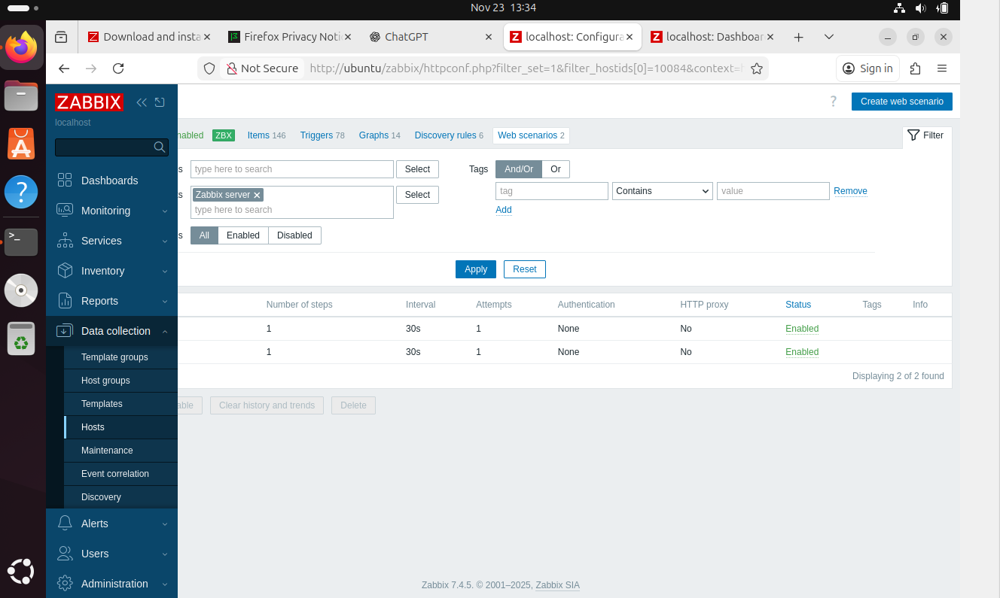 Nov 23 13:34
Download and insta
Firefox Privacy Noti
ChatGPT
localhost: Configura
localhost: Dashboar
Not Secure
http://ubuntu/zabbix/httpconf.php?filter_set=1&filter_hostids[0]=10084&context=h
Sign in
ZABBIX
localhost
?
Create web scenario
nabled
ZBX
Items 146
Triggers 78
Graphs 14
Discovery rules 6
Web scenarios 2
Filter
s
type here to search
Select
Tags
And/Or
Or
ts
Zabbix server
type here to search
Select
tag
Contains
value
Remove
Add
s
All
Enabled
Disabled
Apply
Reset
Number of steps
Interval
Attempts
Authentication
HTTP proxy
Status
Tags
Info
1
30s
1
None
No
Enabled
1
30s
1
None
No
Enabled
Displaying 2 of 2 found
able
Clear history and trends
Delete
Dashboards
Monitoring
Services
Inventory
Reports
Data collection
Template groups
Host groups
Templates
Hosts
Maintenance
Event correlation
Discovery
Alerts
Users
Administration
Zabbix 7.4.5. © 2001–2025, Zabbix SIA